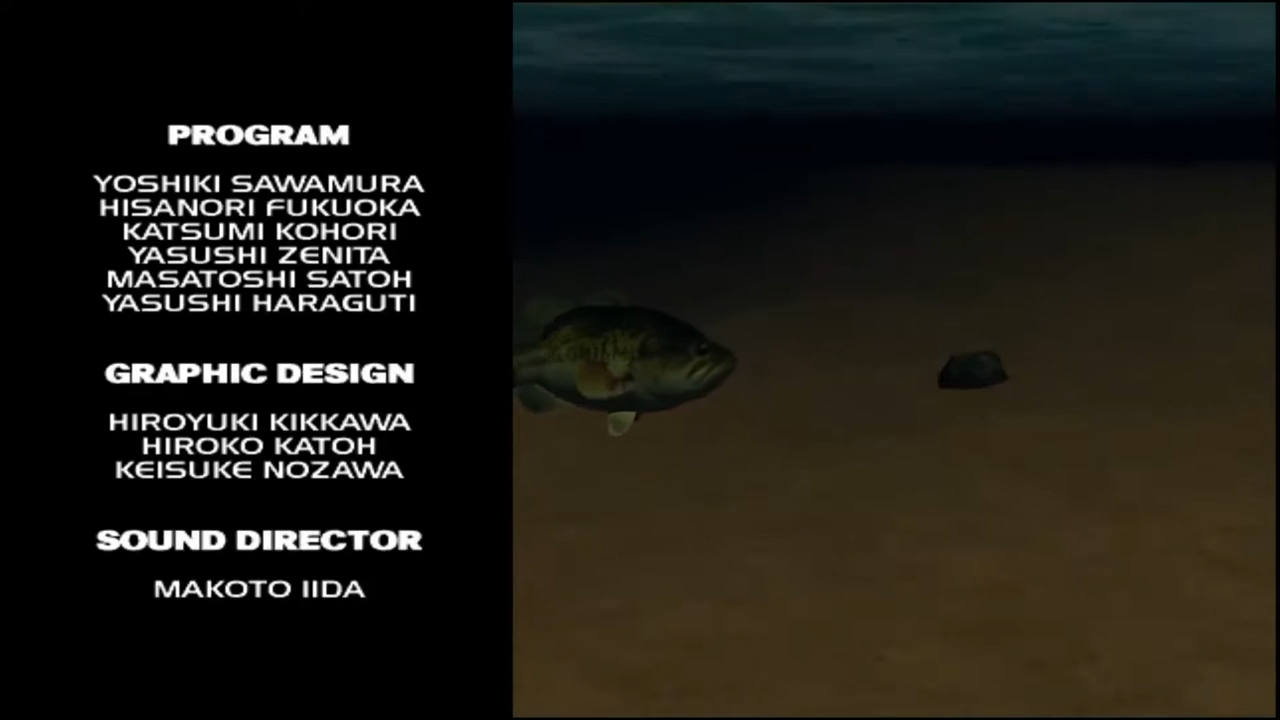 PROGRAM
YOSHIKI SAWAMURA
HISANORI FUKUOKA
KATSUMI KOHORI
YASUSHI ZENITA
MASATOSHI SATOH
YASUSHI HARAGUTI
GRAPHIC DESIGN
HIROYUKI KIKKAWA
HIROKO KATOH
KEISUKE NOZAWA
SOUND DIRECTOR
MAKOTO IIDA